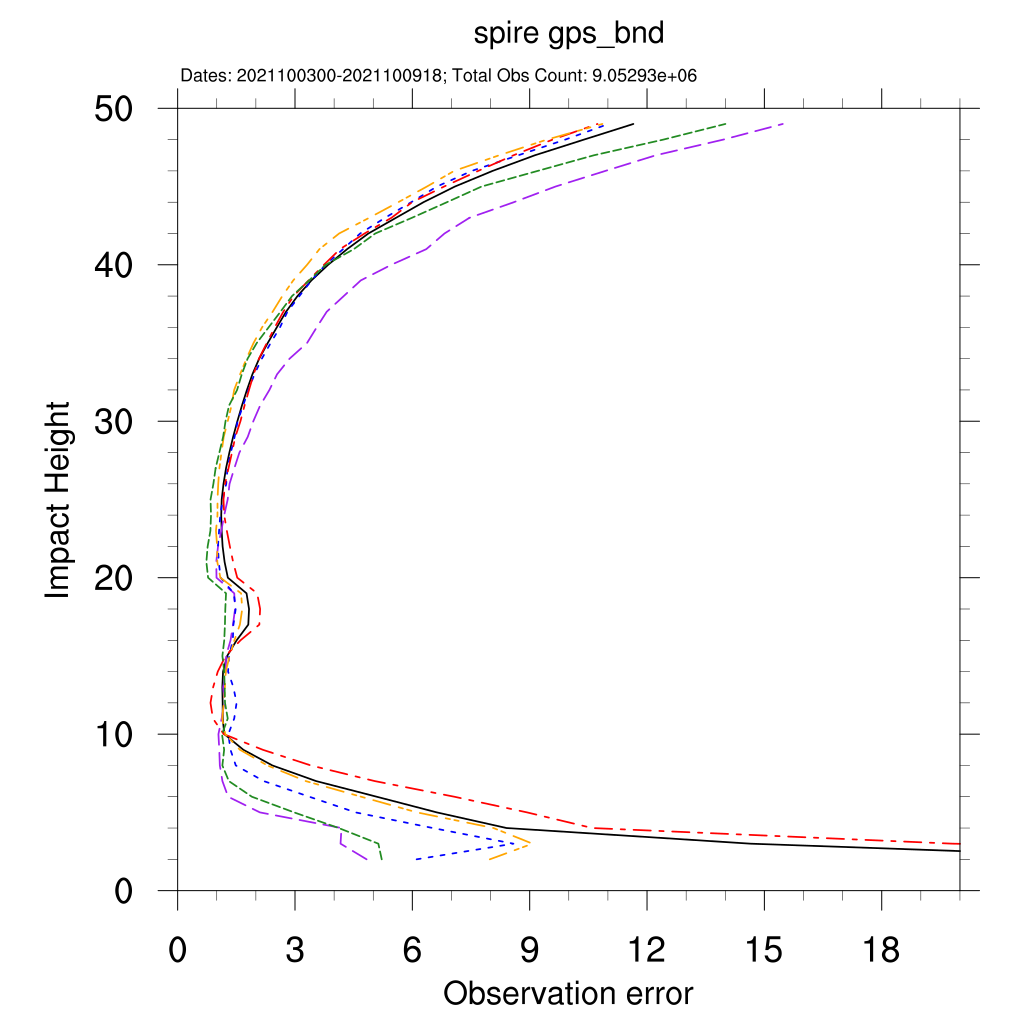 spire gps_bnd
Dates: 2021100300-2021100918; Total Obs Count: 9.05293e+06
50
40
30
20
10
0
Impact Height
0 3 6 9 12 15 18
Observation error